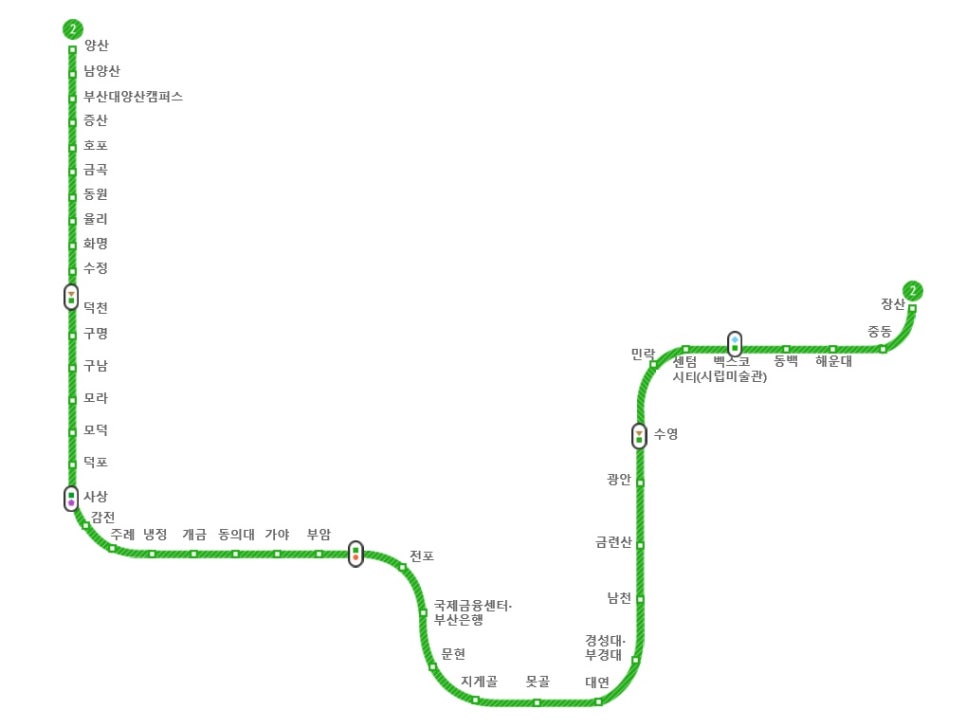 2
양산
남양산
부산대양산캠퍼스
증산
호포
금곡
동원
율리
화명
수정
덕천
구명
구남
모라
모덕
덕포
사상
감전
주례
냉정
개금
동의대
가야
부암
전포
국제금융센터·
부산은행
문현
지게골
못골
대연
경성대·
부경대
남천
금련산
광안
수영
민락
센텀
시티
벡스코
(시립미술관)
동백
해운대
중동
장산
2